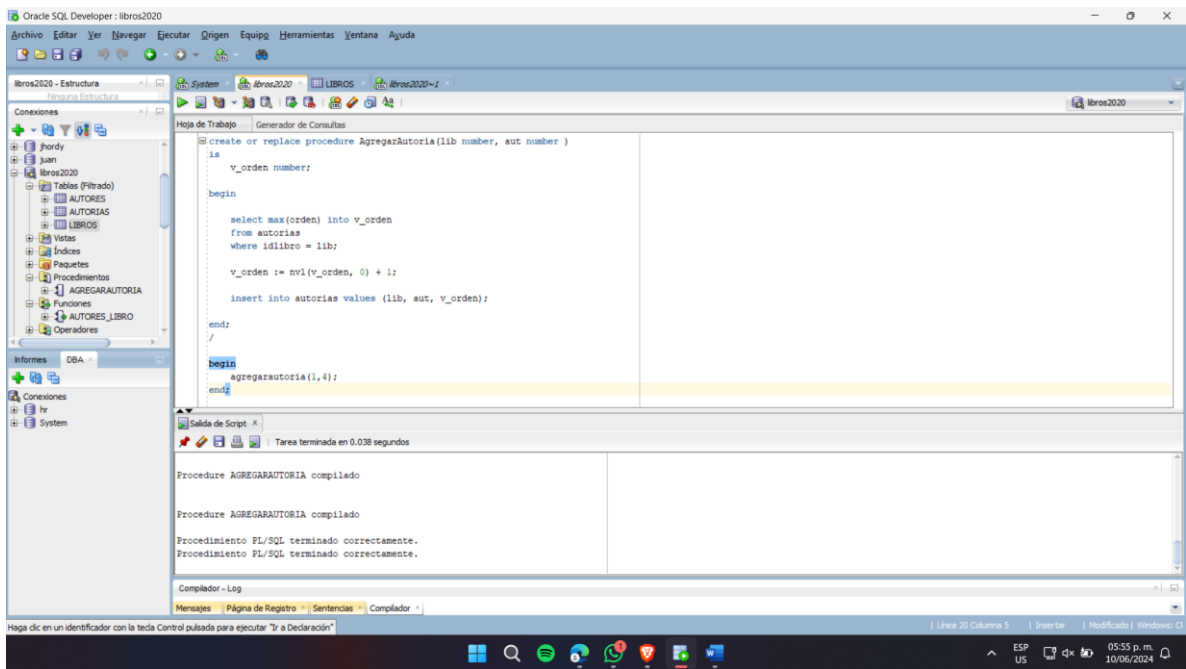 Oracle SQL Developer : libros2020
Archivo Editar Ver Navegar Ejecutar Origen Equipo Herramientas Ventana Ayuda
libros2020 - Estructura
Ninguna Estructura
Conexiones
jhordy
juan
libros2020
Tablas (Filtrado)
AUTORES
AUTORIAS
LIBROS
Vistas
Índices
Paquetes
Procedimientos
AGREGARAUTORIA
Funciones
AUTORES_LIBRO
Operadores
Informes DBA
Conexiones
hr
System
System libros2020 LIBROS libros2020~1
libros2020
Hoja de Trabajo Generador de Consultas
create or replace procedure AgregarAutoria(lib number, aut number )
is
v_orden number;
begin
select max(orden) into v_orden
from autorias
where idlibro = lib;
v_orden := nvl(v_orden, 0) + 1;
insert into autorias values (lib, aut, v_orden);
end;
/
begin
agregarautoria(1,4);
end;
Salida de Script
Tarea terminada en 0.038 segundos
Procedure AGREGARAUTORIA compilado
Procedure AGREGARAUTORIA compilado
Procedimiento PL/SQL terminado correctamente.
Procedimiento PL/SQL terminado correctamente.
Compilador - Log
Mensajes Página de Registro Sentencias Compilador
Haga clic en un identificador con la tecla Control pulsada para ejecutar "Ir a Declaración"
Línea 20 Columna 5 Insertar Modificado Windows: C
ESP
US
05:55 p. m.
10/06/2024